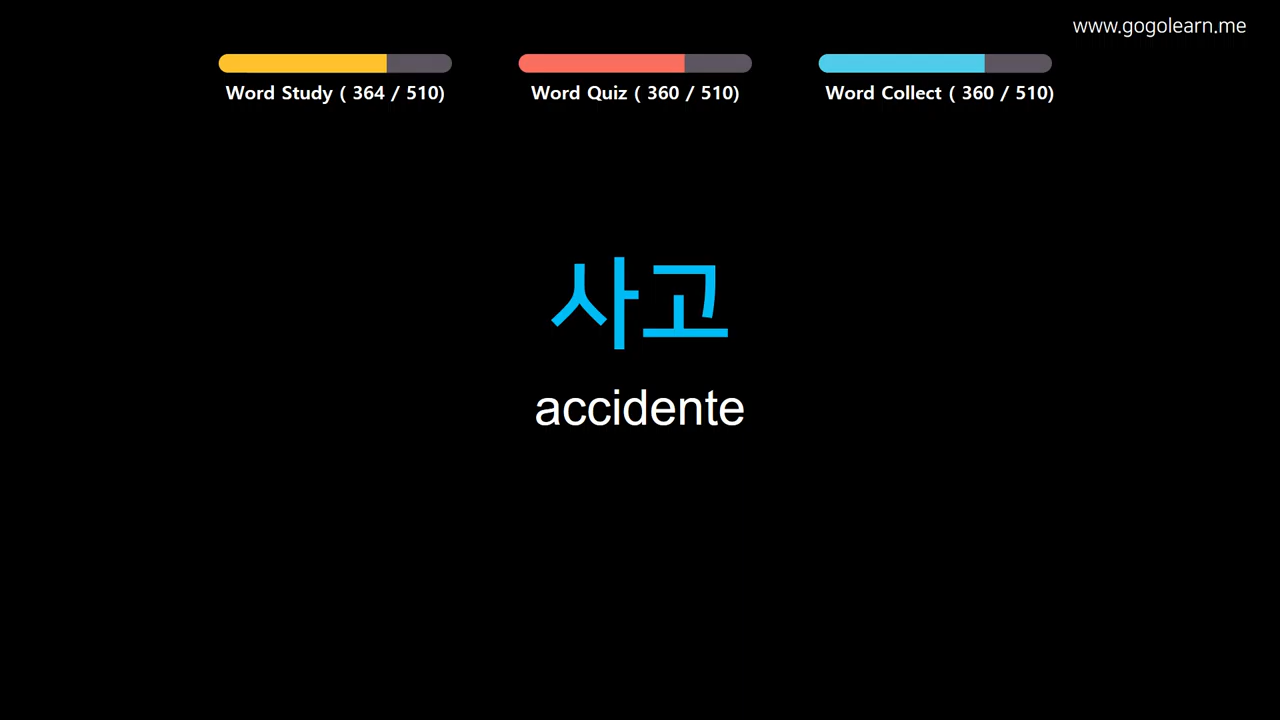 www.gogolearn.me
Word Study ( 364 / 510)
Word Quiz ( 360 / 510)
Word Collect ( 360 / 510)
사고
accidente